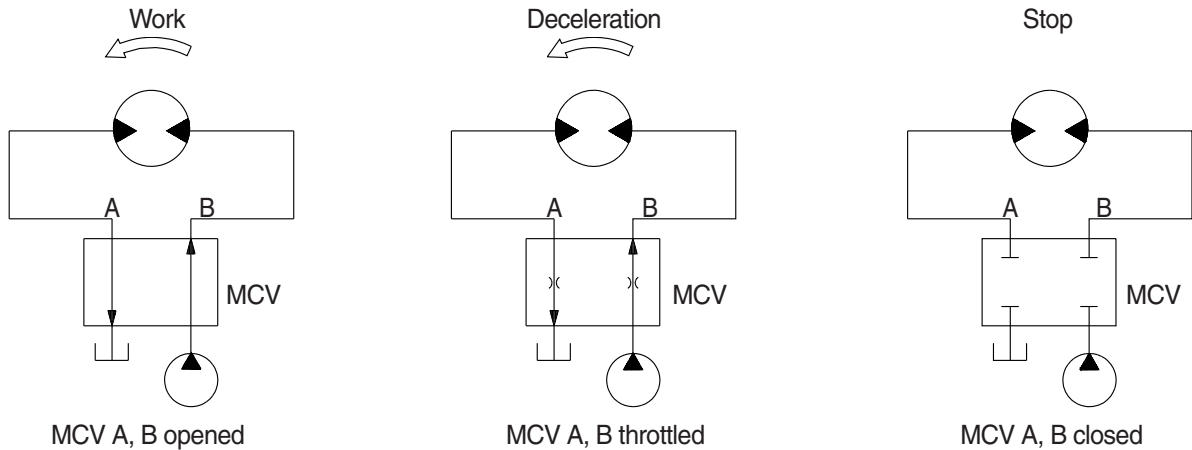 Work
A
B
MCV
MCV A, B opened
Deceleration
A
B
MCV
MCV A, B throttled
Stop
A
B
MCV
MCV A, B closed